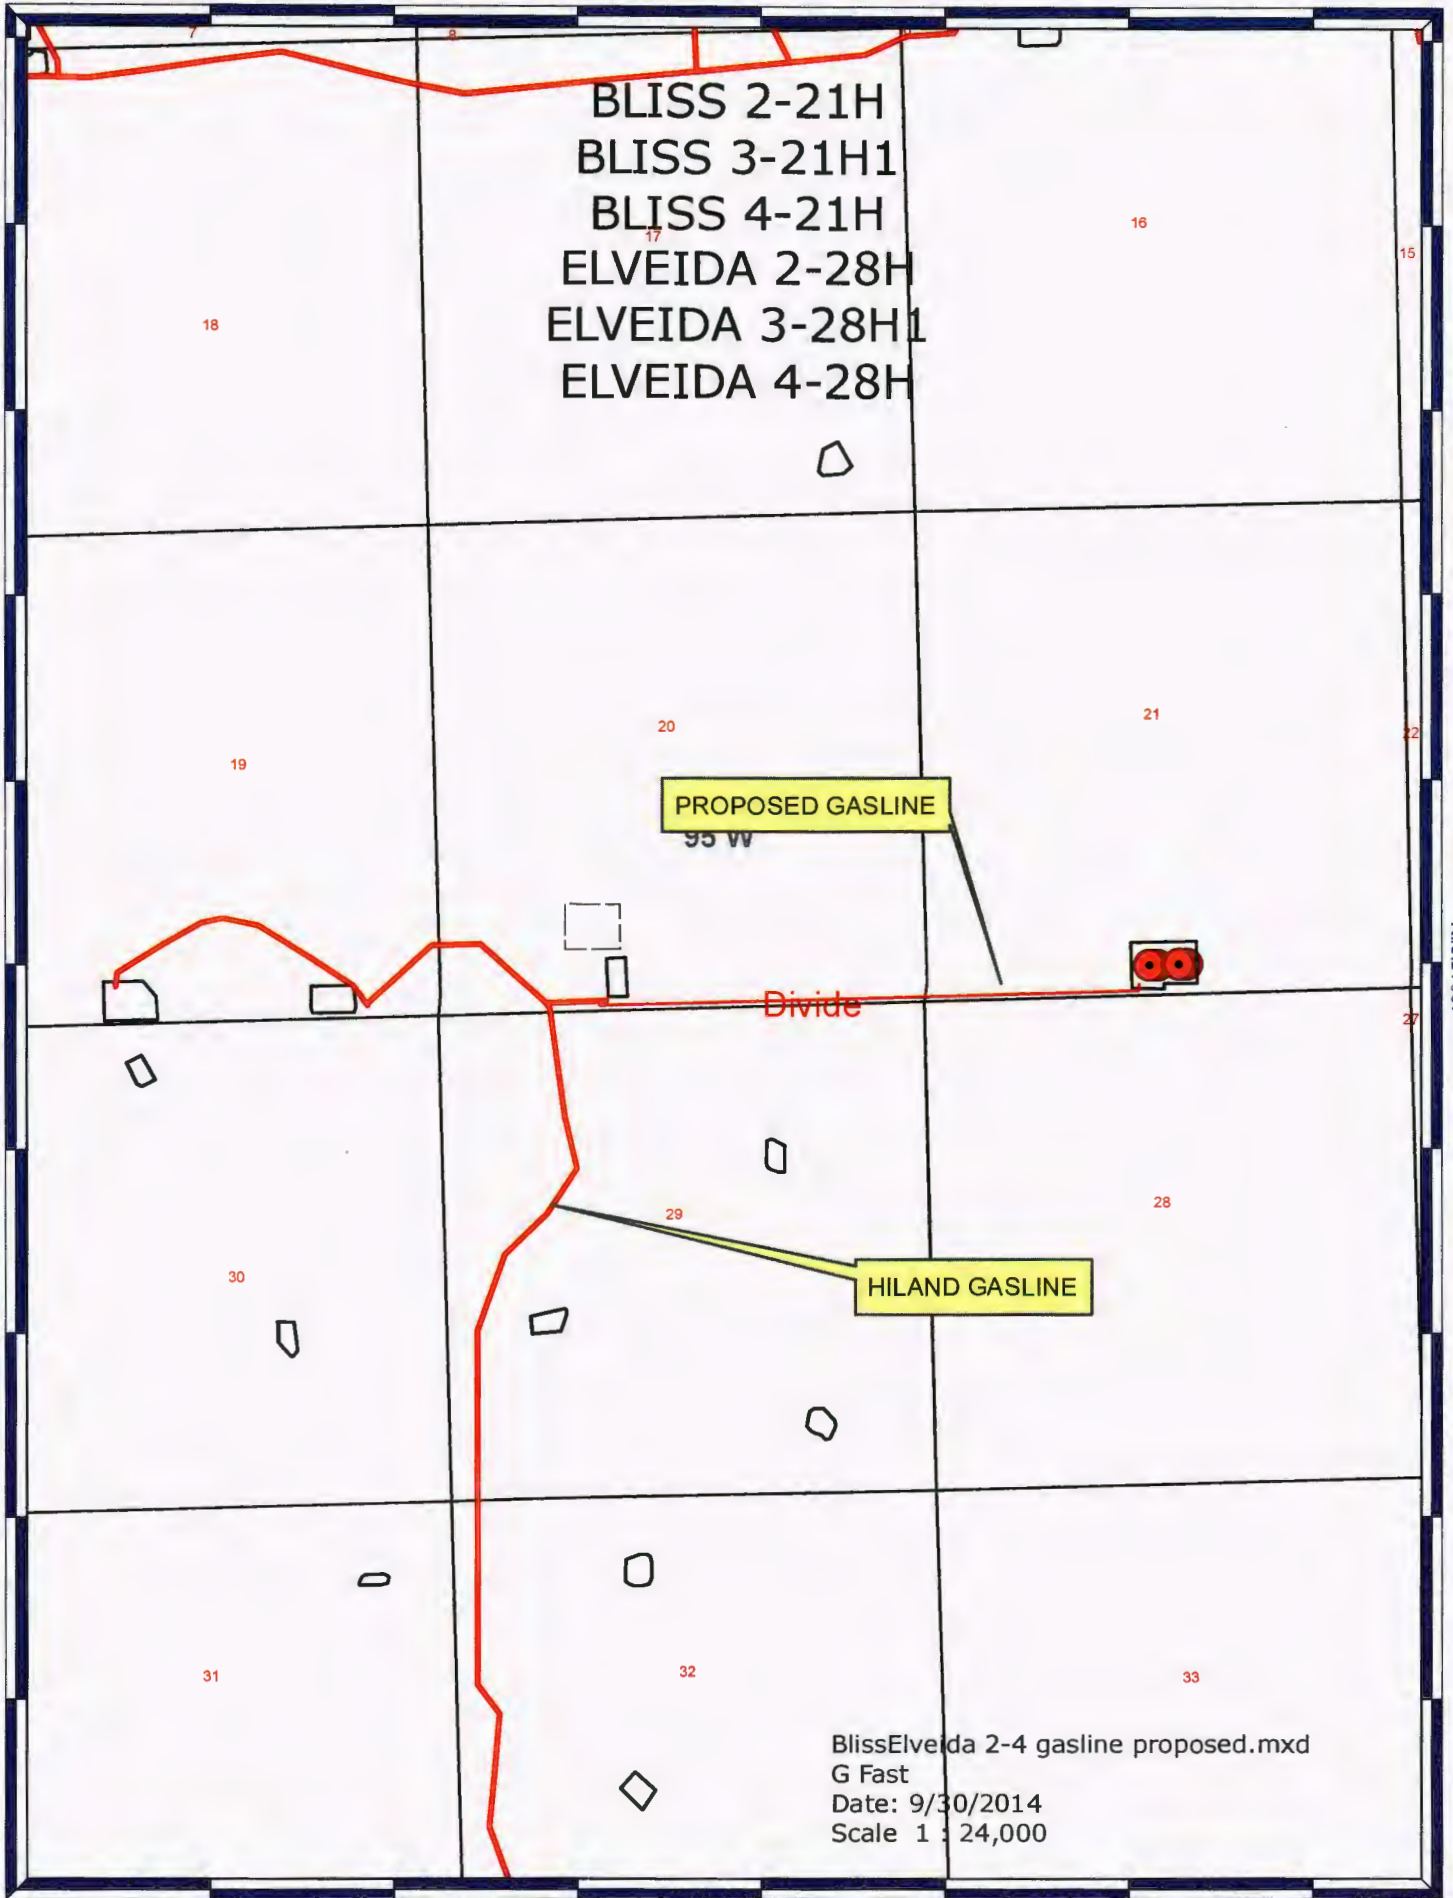 7
8
BLISS 2-21H
BLISS 3-21H1
BLISS 4-21H
17
16
15
ELVEIDA 2-28H
ELVEIDA 3-28H1
18
ELVEIDA 4-28H
20
21
22
19
PROPOSED GASLINE
95 W
Divide
27
29
28
30
HILAND GASLINE
31
32
33
BlissElveida 2-4 gasline proposed.mxd
G Fast
Date: 9/30/2014
Scale 1 : 24,000